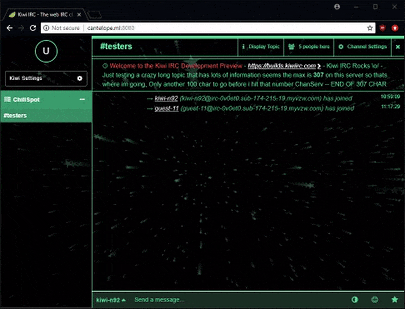 Kiwi IRC - The web IRC cl
Not secure | cantelope.ml:8080
U
Kiwi Settings
ChillSpot
#testers
#testers
Display Topic
5 people here
Channel Settings
Welcome to the Kiwi IRC Development Preview - https://builds.kiwiirc.com - Kiwi IRC Rocks \o/ -
Just testing a crazy long topic that has lots of information seems the max is 307 on this server so thats
where im going, Only another 100 char to go before i hit that number ChanServ — END OF 307 CHAR
→ kiwi-n92 (kiwi-n92@irc-0v0et0.sub-174-215-19.myvzw.com) has joined
→ guest-11 (guest-11@irc-0v0et0.sub-174-215-19.myvzw.com) has joined
11:17:29
kiwi-n92
Send a message...